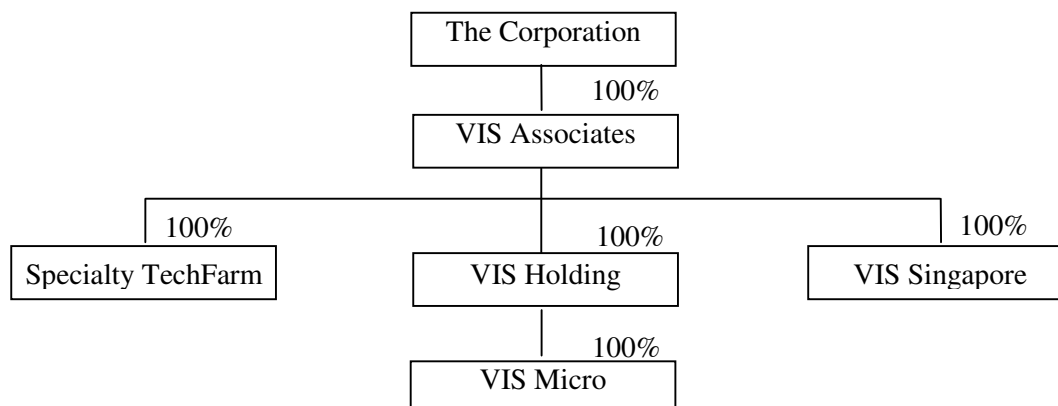 The Corporation
100%
VIS Associates
100%
100%
100%
Specialty TechFarm
VIS Holding
VIS Singapore
100%
VIS Micro